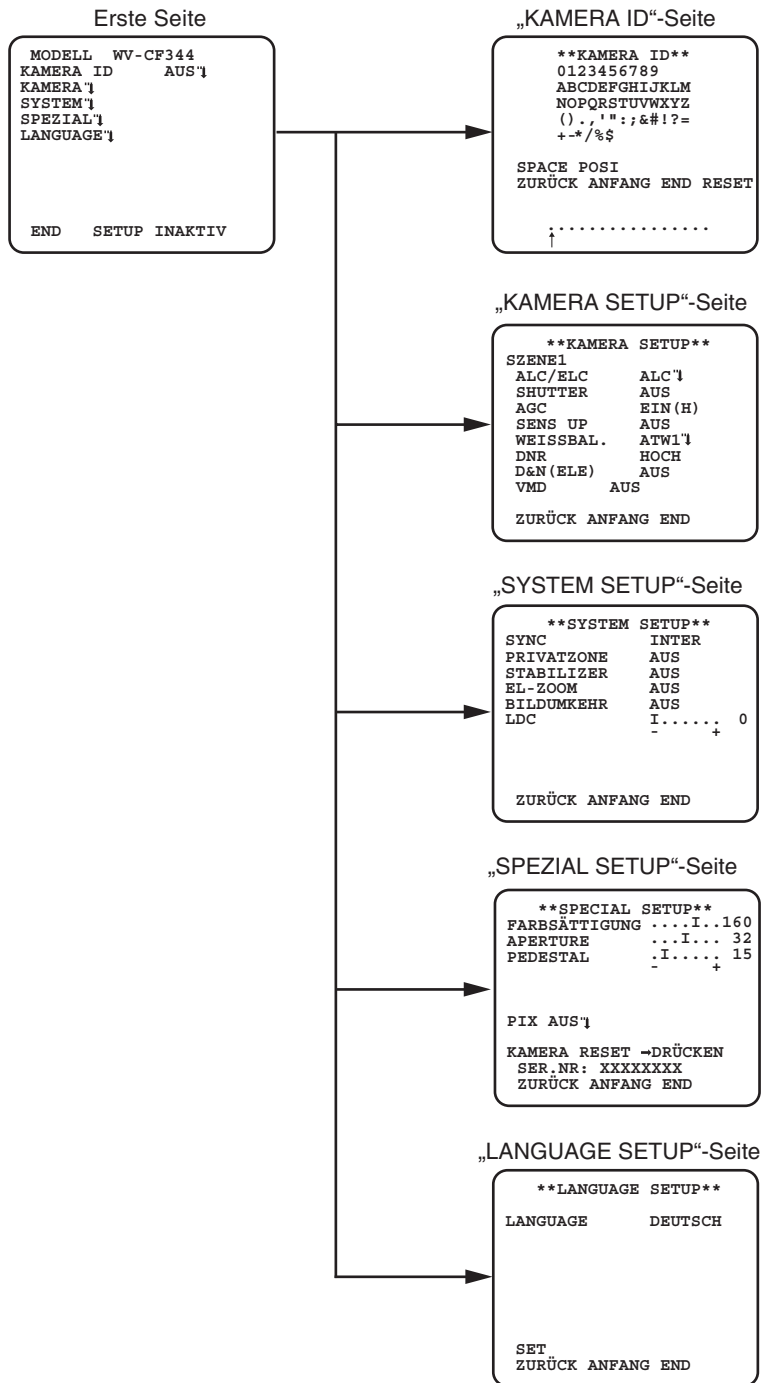 Erste Seite
MODELL WV-CF344
KAMERA ID AUS
KAMERA
SYSTEM
SPEZIAL
LANGUAGE
END SETUP INAKTIV
„KAMERA ID“-Seite
**KAMERA ID**
0123456789
ABCDEFGHIJKLM
NOPQRSTUVWXYZ
().,'":;&#!?=
+-*/%$
SPACE POSI
ZURÜCK ANFANG END RESET
................
↑
„KAMERA SETUP“-Seite
**KAMERA SETUP**
SZENE1
ALC/ELC ALC
SHUTTER AUS
AGC EIN(H)
SENS UP AUS
WEISSBAL. ATW1
DNR HOCH
D&N(ELE) AUS
VMD AUS
ZURÜCK ANFANG END
„SYSTEM SETUP“-Seite
**SYSTEM SETUP**
SYNC INTER
PRIVATZONE AUS
STABILIZER AUS
EL-ZOOM AUS
BILDUMKEHR AUS
LDC I...... 0
- +
ZURÜCK ANFANG END
„SPEZIAL SETUP“-Seite
**SPECIAL SETUP**
FARBSÄTTIGUNG ....I..160
APERTURE ...I... 32
PEDESTAL .I..... 15
- +
PIX AUS
KAMERA RESET →DRÜCKEN
SER.NR: XXXXXXXX
ZURÜCK ANFANG END
„LANGUAGE SETUP“-Seite
**LANGUAGE SETUP**
LANGUAGE DEUTSCH
SET
ZURÜCK ANFANG END